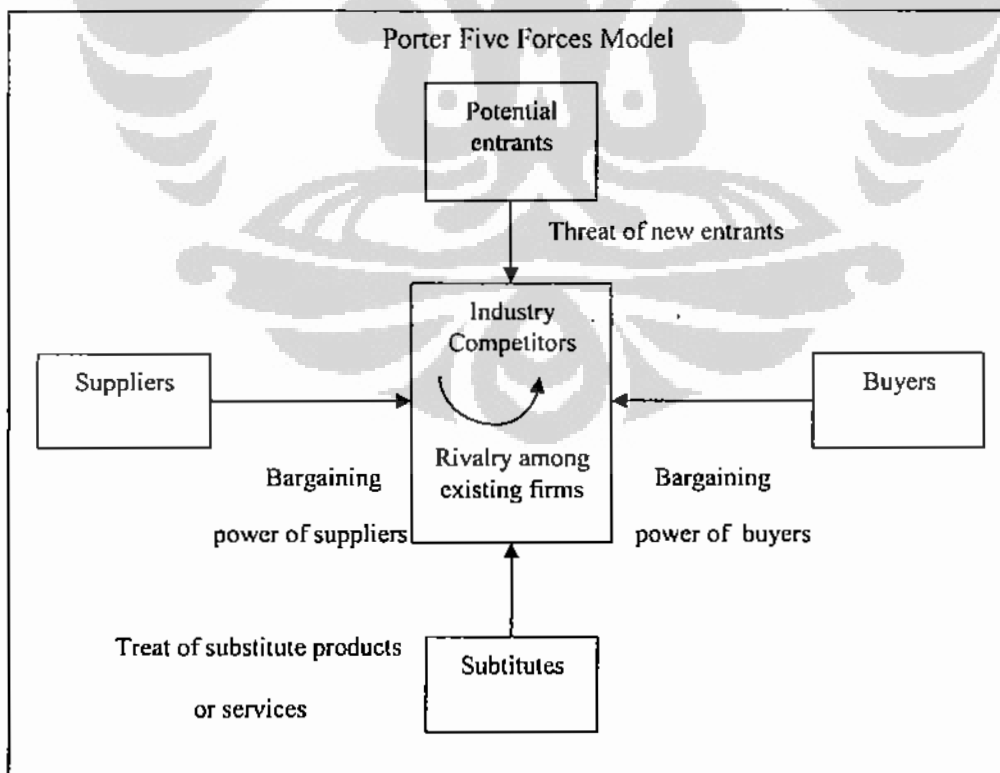 Porter Five Forces Model
Potential
entrants
Threat of new entrants
Industry
Competitors
Suppliers
Buyers
Rivalry among
existing firms
Bargaining
power of suppliers
Bargaining
power of buyers
Treat of substitute products
or services
Subtitutes